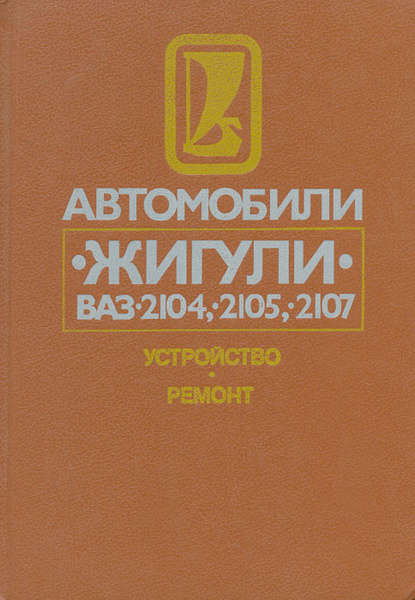 АВТОМОБИЛИ
·ЖИГУЛИ·
ВАЗ·2104,·2105,·2107
УСТРОЙСТВО
·
РЕМОНТ